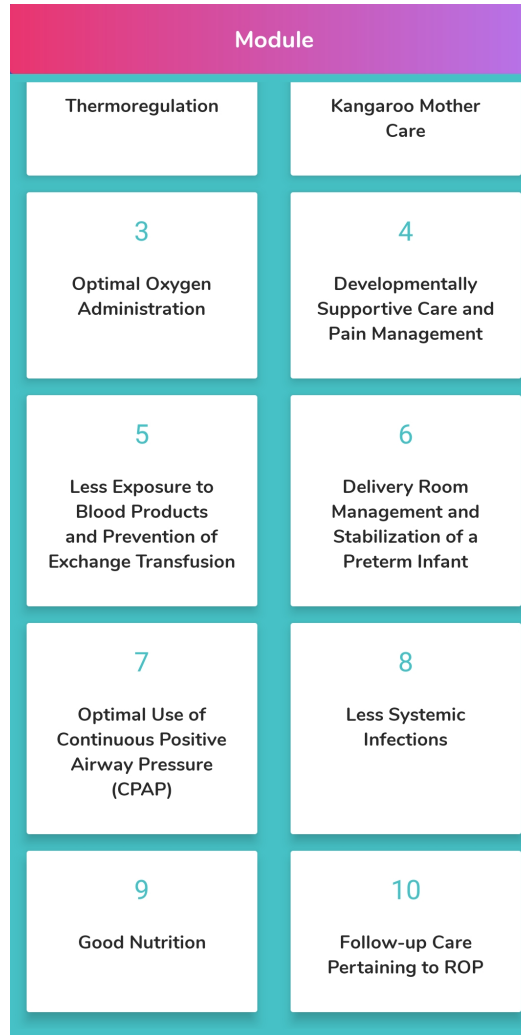 Module
Thermoregulation
Kangaroo Mother
Care
3
Optimal Oxygen
Administration
4
Developmentally
Supportive Care and
Pain Management
5
Less Exposure to
Blood Products
and Prevention of
Exchange Transfusion
6
Delivery Room
Management and
Stabilization of a
Preterm Infant
7
Optimal Use of
Continuous Positive
Airway Pressure
(CPAP)
8
Less Systemic
Infections
9
Good Nutrition
10
Follow-up Care
Pertaining to ROP